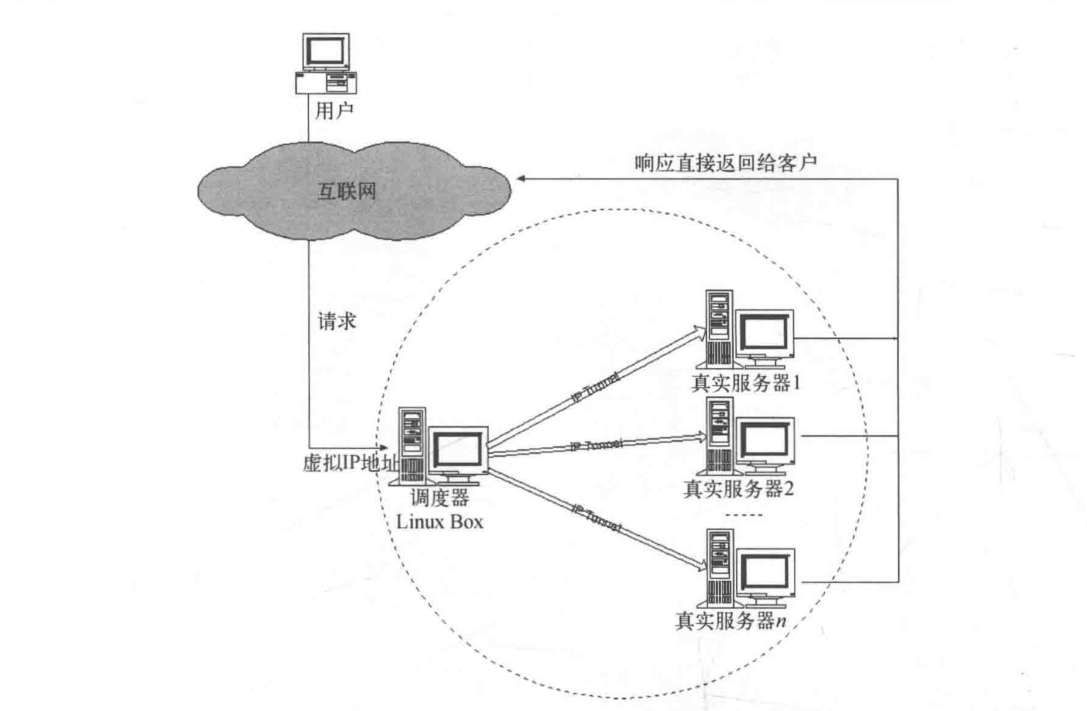 用户
响应直接返回给客户
互联网
请求
IP Tunnel
真实服务器1
IP Tunnel
虚拟IP地址
真实服务器2
调度器
Linux Box
IP Tunnel
真实服务器n